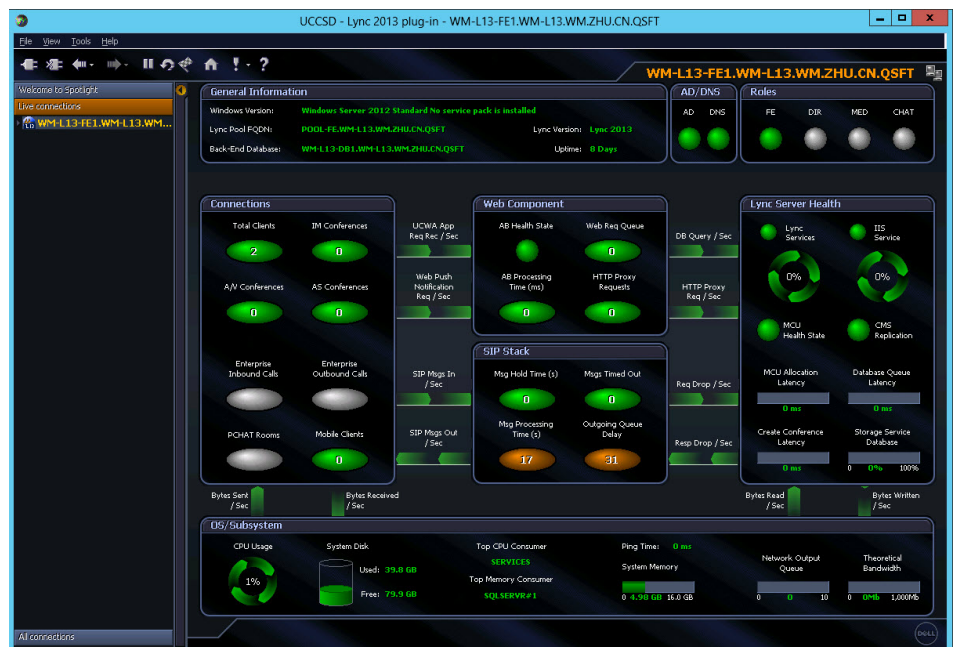 UCCSD - Lync 2013 plug-in - WM-L13-FE1.WM-L13.WM.ZHU.CN.QSFT
File View Tools Help
WM-L13-FE1.WM-L13.WM.ZHU.CN.QSFT
Welcome to Spotlight
Live connections
WM-L13-FE1.WM-L13.WM...
All connections
General Information
Windows Version: Windows Server 2012 Standard No service pack is installed
Lync Pool FQDN: POOL-FE.WM-L13.WM.ZHU.CN.QSFT Lync Version: Lync 2013
Back-End Database: WM-L13-DB1.WM-L13.WM.ZHU.CN.QSFT Uptime: 8 Days
AD/DNS
AD DNS
Roles
FE DIR MED CHAT
Connections
Total Clients IM Conferences
2 0
A/V Conferences AS Conferences
0 0
Enterprise Enterprise
Inbound Calls Outbound Calls
PCHAT Rooms Mobile Clients
0
UCWA App
Req Rec / Sec
Web Push
Notification
Req / Sec
SIP Msgs In
/ Sec
SIP Msgs Out
/ Sec
Web Component
AB Health State Web Req Queue
0
AB Processing HTTP Proxy
Time (ms) Requests
0 0
SIP Stack
Msg Hold Time (s) Msgs Timed Out
0 0
Msg Processing Outgoing Queue
Time (s) Delay
17 31
DB Query / Sec
HTTP Proxy
Req / Sec
Req Drop / Sec
Resp Drop / Sec
Lync Server Health
Lync IIS
Services Service
0% 0%
MCU CMS
Health State Replication
MCU Allocation Database Queue
Latency Latency
0 ms 0 ms
Create Conference Storage Service
Latency Database
0 ms 0 0% 100%
Bytes Sent Bytes Received
/ Sec / Sec
Bytes Read Bytes Written
/ Sec / Sec
OS/Subsystem
CPU Usage
1%
System Disk
Used: 39.8 GB
Free: 79.9 GB
Top CPU Consumer
SERVICES
Top Memory Consumer
SQLSERVR#1
Ping Time: 0 ms
System Memory
0 4.98 GB 16.0 GB
Network Output
Queue
0 0 10
Theoretical
Bandwidth
0 0Mb 1,000Mb
DELL